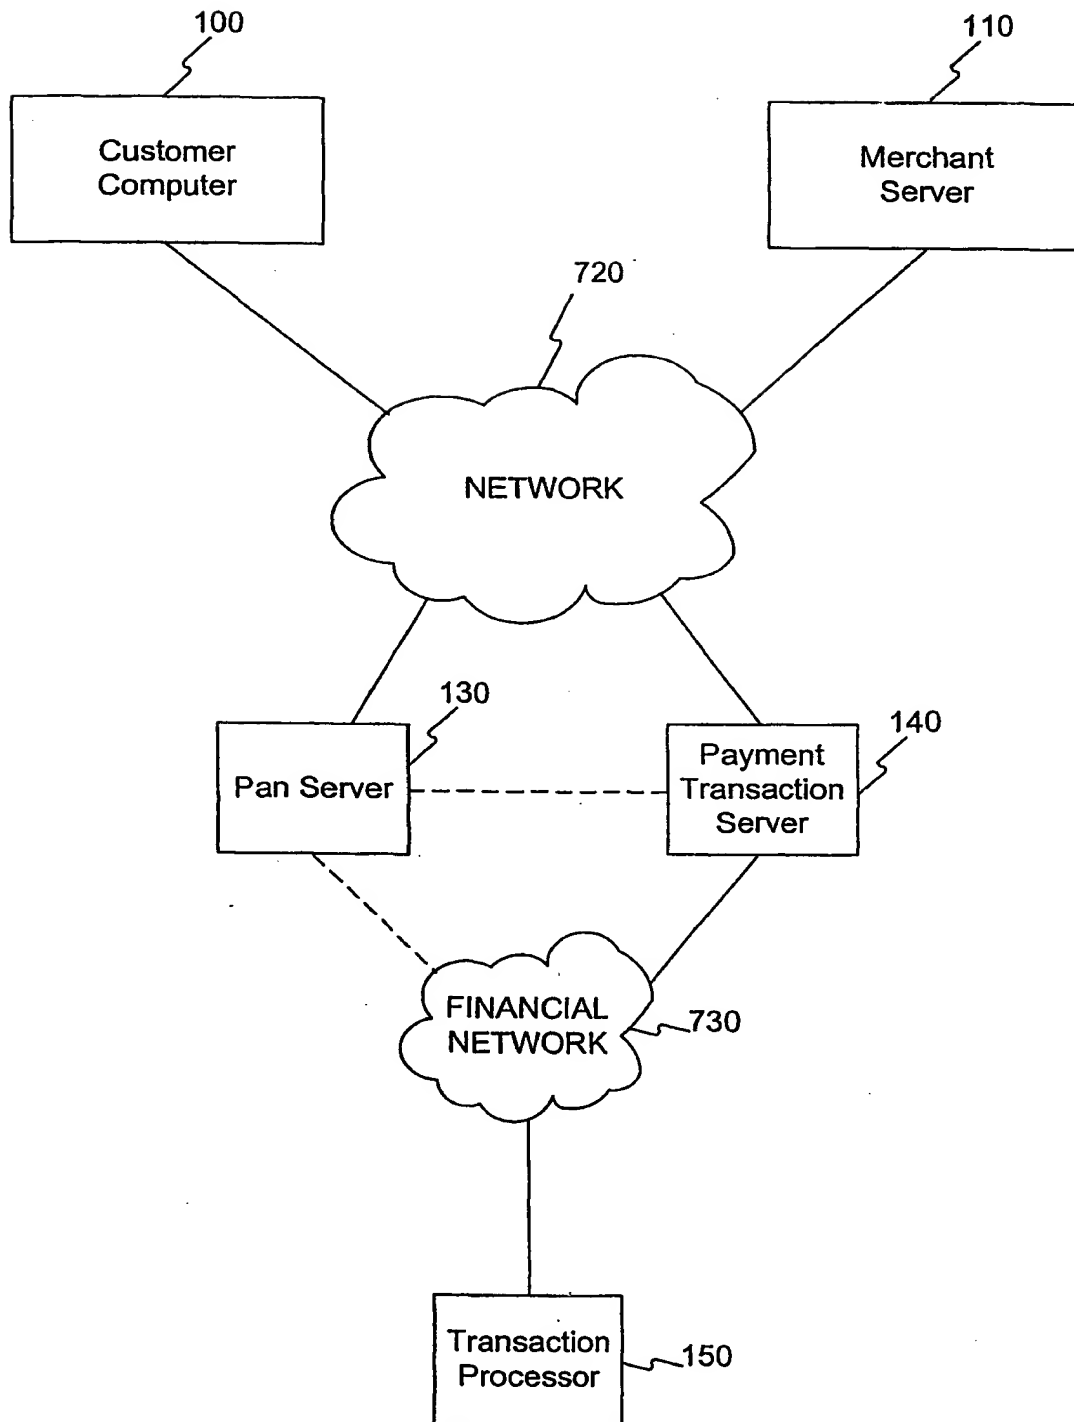 100
110
Customer
Computer
Merchant
Server
720
NETWORK
130
140
Pan Server
Payment
Transaction
Server
FINANCIAL
NETWORK
730
Transaction
Processor
150